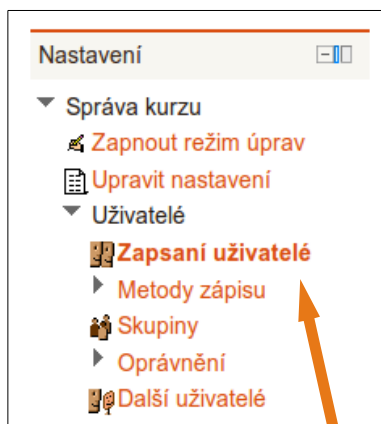 Nastavení
Správa kurzu
Zapnout režim úprav
Upravit nastavení
Uživatelé
Zapsaní uživatelé
Metody zápisu
Skupiny
Oprávnění
Další uživatelé